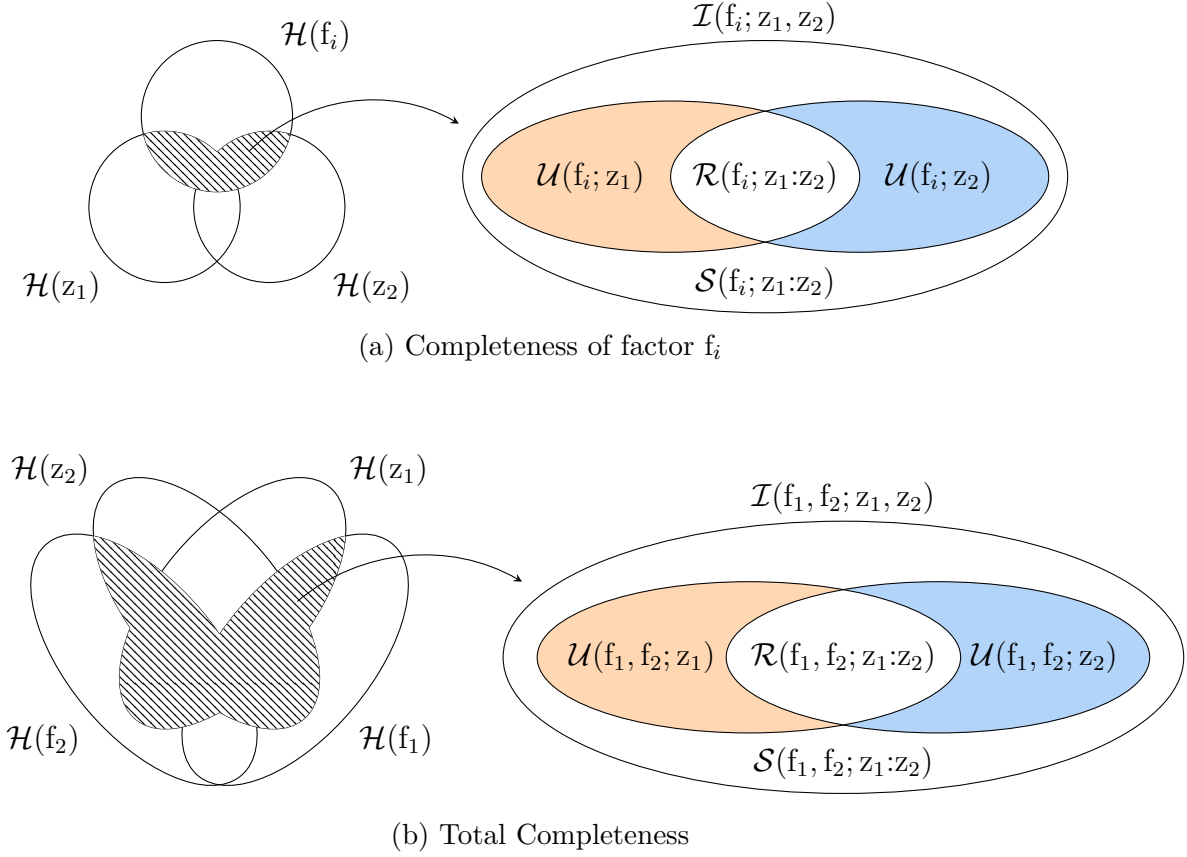 𝓗(f_i)
𝓘(f_i; z_1, z_2)
𝓤(f_i; z_1)
𝓡(f_i; z_1:z_2)
𝓤(f_i; z_2)
𝓗(z_1)
𝓗(z_2)
𝓢(f_i; z_1:z_2)
(a) Completeness of factor f_i
𝓗(z_2)
𝓗(z_1)
𝓘(f_1, f_2; z_1, z_2)
𝓤(f_1, f_2; z_1)
𝓡(f_1, f_2; z_1:z_2)
𝓤(f_1, f_2; z_2)
𝓗(f_2)
𝓗(f_1)
𝓢(f_1, f_2; z_1:z_2)
(b) Total Completeness